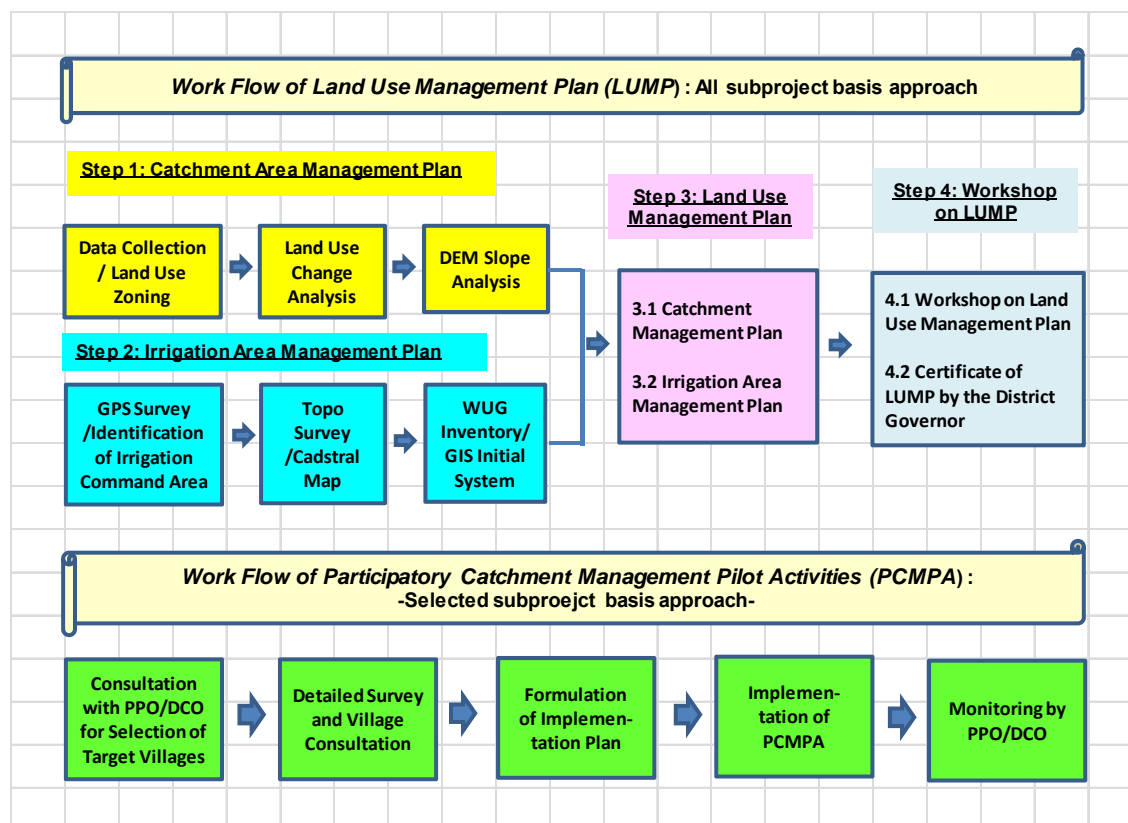 Work Flow of Land Use Management Plan (LUMP) : All subproject basis approach
Step 1: Catchment Area Management Plan
Data Collection
/ Land Use
Zoning
Land Use
Change
Analysis
DEM Slope
Analysis
Step 2: Irrigation Area Management Plan
GPS Survey
/Identification
of Irrigation
Command Area
Topo
Survey
/Cadstral
Map
WUG
Inventory/
GIS Initial
System
Step 3: Land Use
Management Plan
3.1 Catchment
Management Plan
3.2 Irrigation Area
Management Plan
Step 4: Workshop
on LUMP
4.1 Workshop on Land
Use Management Plan
4.2 Certificate of
LUMP by the District
Governor
Work Flow of Participatory Catchment Management Pilot Activities (PCMPA) :
-Selected subproejct basis approach-
Consultation
with PPO/DCO
for Selection of
Target Villages
Detailed Survey
and Village
Consultation
Formulation
of Implemen-
tation Plan
Implemen-
tation of
PCMPA
Monitoring by
PPO/DCO